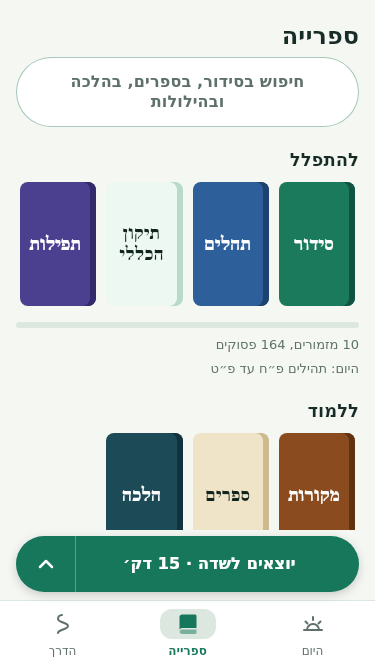 ספרייה
חיפוש בסידור, בספרים, בהלכה
ובהילולות
להתפלל
סידור
תהלים
תיקון
הכללי
תפילות
10 מזמורים, 164 פסוקים
היום: תהילים פ״ח עד פ״ט
ללמוד
מקורות
ספרים
הלכה
יוצאים לשדה · 15 דק׳
היום
ספרייה
הדרך